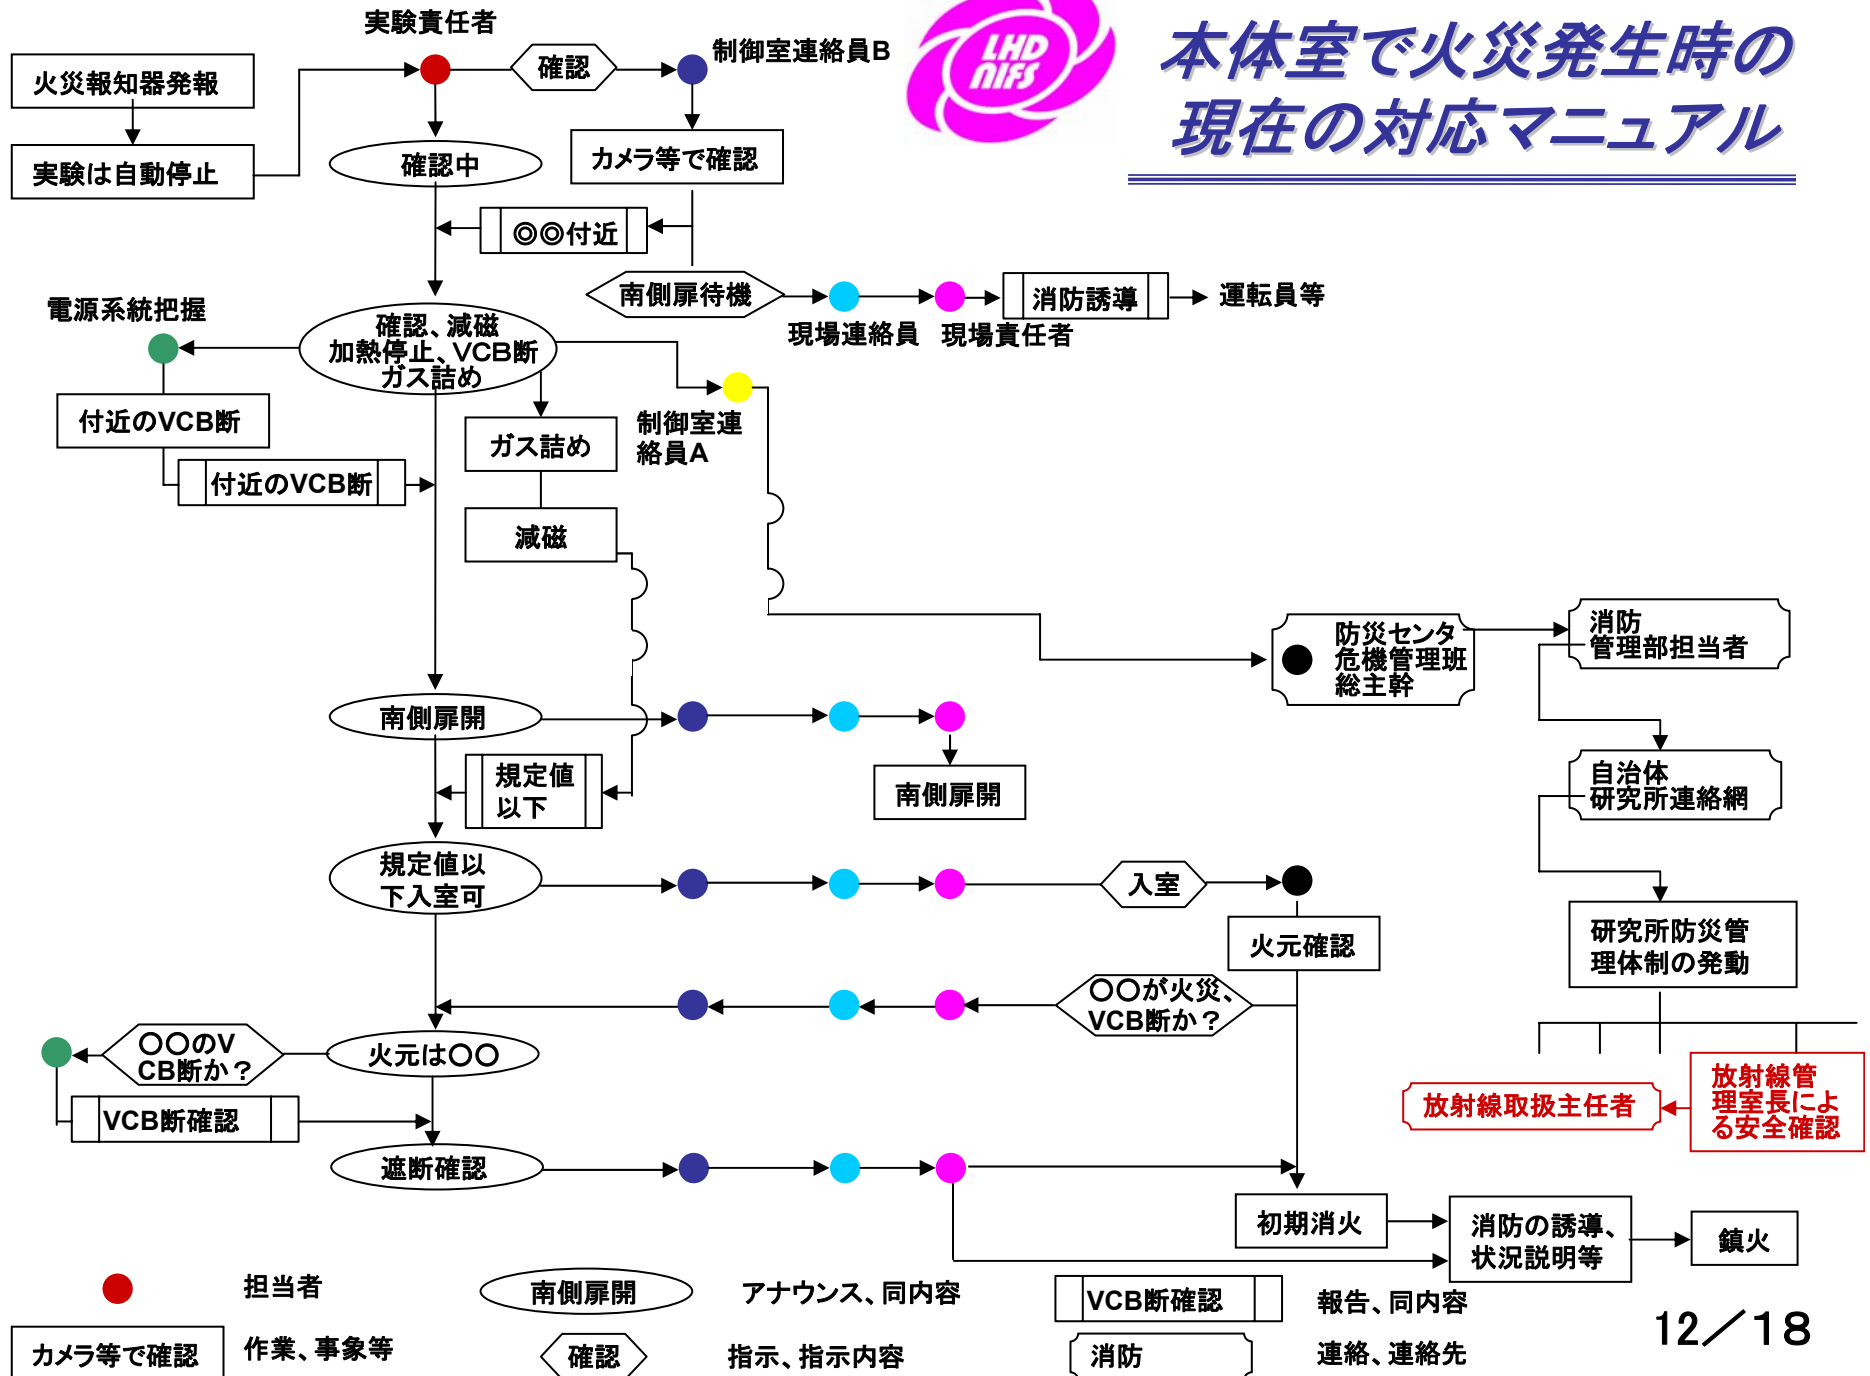 本体室で火災発生時の
現在の対応マニュアル
LHD
NIFS
実験責任者
火災報知器発報
確認
制御室連絡員B
実験は自動停止
確認中
カメラ等で確認
◎◎付近
南側扉待機
消防誘導
運転員等
現場連絡員
現場責任者
電源系統把握
確認、減磁
加熱停止、VCB断
ガス詰め
付近のVCB断
ガス詰め
制御室連
絡員A
付近のVCB断
減磁
防災センタ
危機管理班
総主幹
消防
管理部担当者
南側扉開
規定値
以下
南側扉開
自治体
研究所連絡網
規定値以
下入室可
入室
火元確認
研究所防災管
理体制の発動
〇〇が火災、
VCB断か？
〇〇のV
CB断か？
火元は〇〇
放射線取扱主任者
放射線管
理室長によ
る安全確認
VCB断確認
遮断確認
初期消火
消防の誘導、
状況説明等
鎮火
担当者
南側扉開
アナウンス、同内容
VCB断確認
報告、同内容
カメラ等で確認
作業、事象等
確認
指示、指示内容
消防
連絡、連絡先
12／18